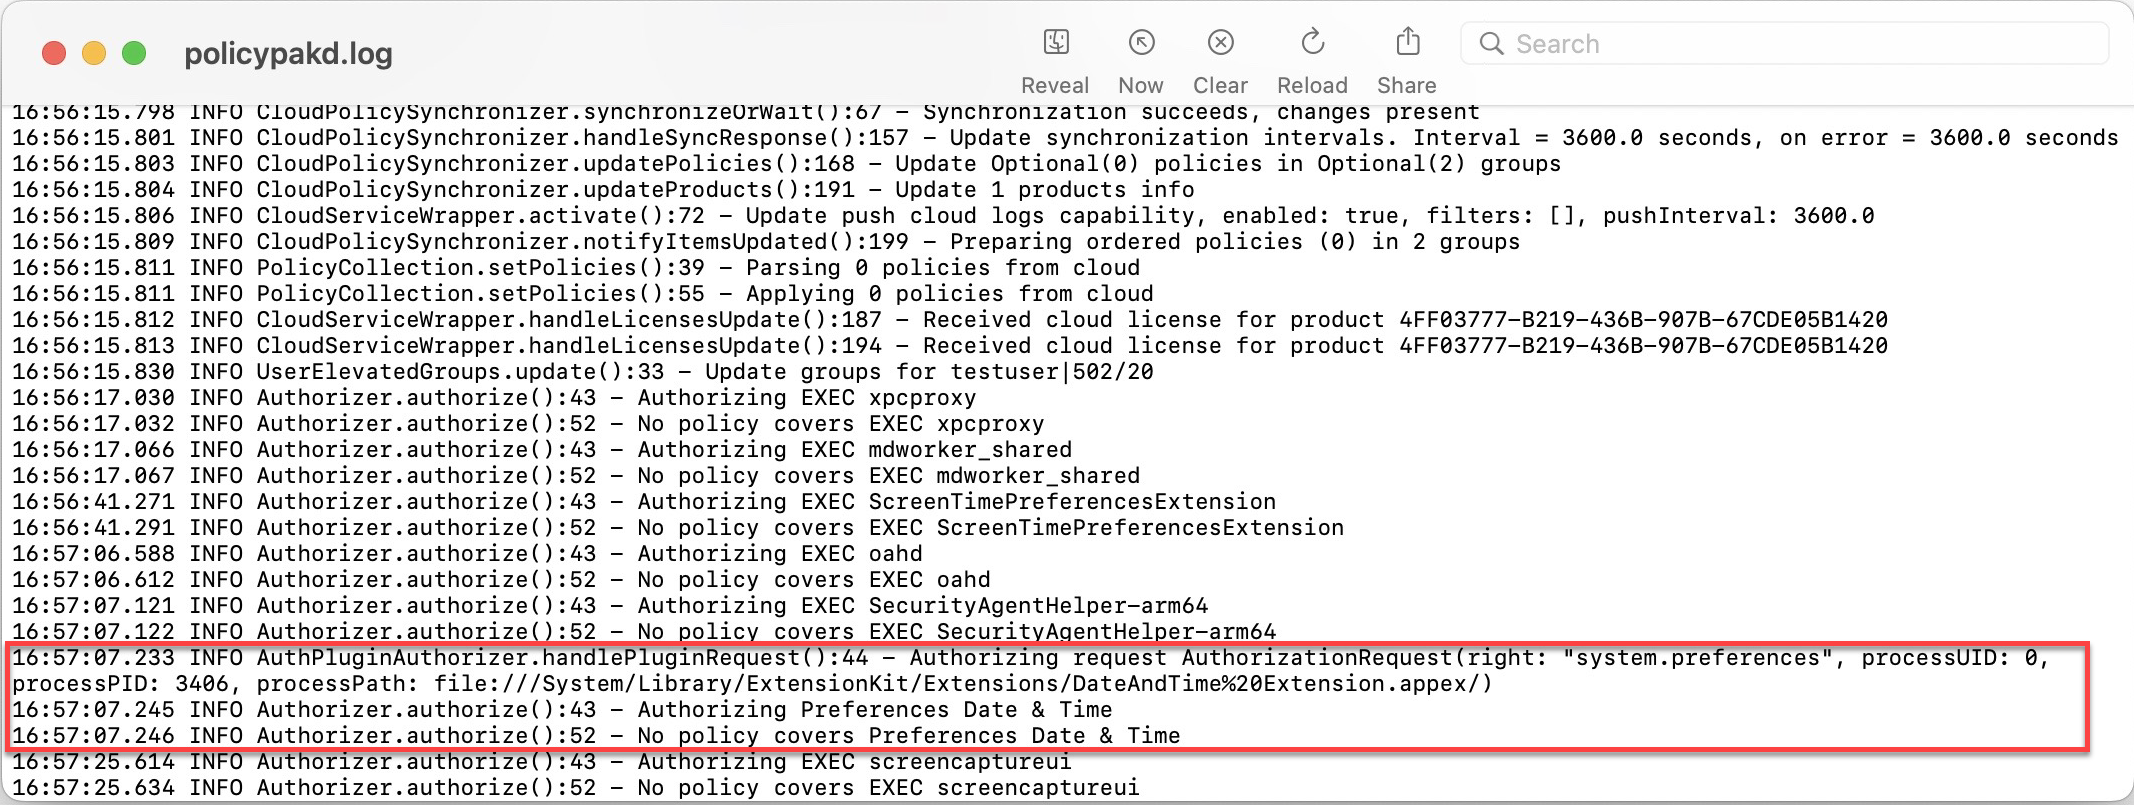 policypakd.log
Reveal
Now
Clear
Reload
Share
Search
16:56:15.798 INFO CloudPolicySynchronizer.synchronizeOrWait():67 – Synchronization succeeds, changes present
16:56:15.801 INFO CloudPolicySynchronizer.handleSyncResponse():157 – Update synchronization intervals. Interval = 3600.0 seconds, on error = 3600.0 seconds
16:56:15.803 INFO CloudPolicySynchronizer.updatePolicies():168 – Update Optional(0) policies in Optional(2) groups
16:56:15.804 INFO CloudPolicySynchronizer.updateProducts():191 – Update 1 products info
16:56:15.806 INFO CloudServiceWrapper.activate():72 – Update push cloud logs capability, enabled: true, filters: [], pushInterval: 3600.0
16:56:15.809 INFO CloudPolicySynchronizer.notifyItemsUpdated():199 – Preparing ordered policies (0) in 2 groups
16:56:15.811 INFO PolicyCollection.setPolicies():39 – Parsing 0 policies from cloud
16:56:15.811 INFO PolicyCollection.setPolicies():55 – Applying 0 policies from cloud
16:56:15.812 INFO CloudServiceWrapper.handleLicensesUpdate():187 – Received cloud license for product 4FF03777-B219-436B-907B-67CDE05B1420
16:56:15.813 INFO CloudServiceWrapper.handleLicensesUpdate():194 – Received cloud license for product 4FF03777-B219-436B-907B-67CDE05B1420
16:56:15.830 INFO UserElevatedGroups.update():33 – Update groups for testuser|502/20
16:56:17.030 INFO Authorizer.authorize():43 – Authorizing EXEC xpcproxy
16:56:17.032 INFO Authorizer.authorize():52 – No policy covers EXEC xpcproxy
16:56:17.066 INFO Authorizer.authorize():43 – Authorizing EXEC mdworker_shared
16:56:17.067 INFO Authorizer.authorize():52 – No policy covers EXEC mdworker_shared
16:56:41.271 INFO Authorizer.authorize():43 – Authorizing EXEC ScreenTimePreferencesExtension
16:56:41.291 INFO Authorizer.authorize():52 – No policy covers EXEC ScreenTimePreferencesExtension
16:57:06.588 INFO Authorizer.authorize():43 – Authorizing EXEC oahd
16:57:06.612 INFO Authorizer.authorize():52 – No policy covers EXEC oahd
16:57:07.121 INFO Authorizer.authorize():43 – Authorizing EXEC SecurityAgentHelper-arm64
16:57:07.122 INFO Authorizer.authorize():52 – No policy covers EXEC SecurityAgentHelper-arm64
16:57:07.233 INFO AuthPluginAuthorizer.handlePluginRequest():44 – Authorizing request AuthorizationRequest(right: "system.preferences", processUID: 0,
processPID: 3406, processPath: file:///System/Library/ExtensionKit/Extensions/DateAndTime%20Extension.appex/)
16:57:07.245 INFO Authorizer.authorize():43 – Authorizing Preferences Date & Time
16:57:07.246 INFO Authorizer.authorize():52 – No policy covers Preferences Date & Time
16:57:25.614 INFO Authorizer.authorize():43 – Authorizing EXEC screencaptureui
16:57:25.634 INFO Authorizer.authorize():52 – No policy covers EXEC screencaptureui